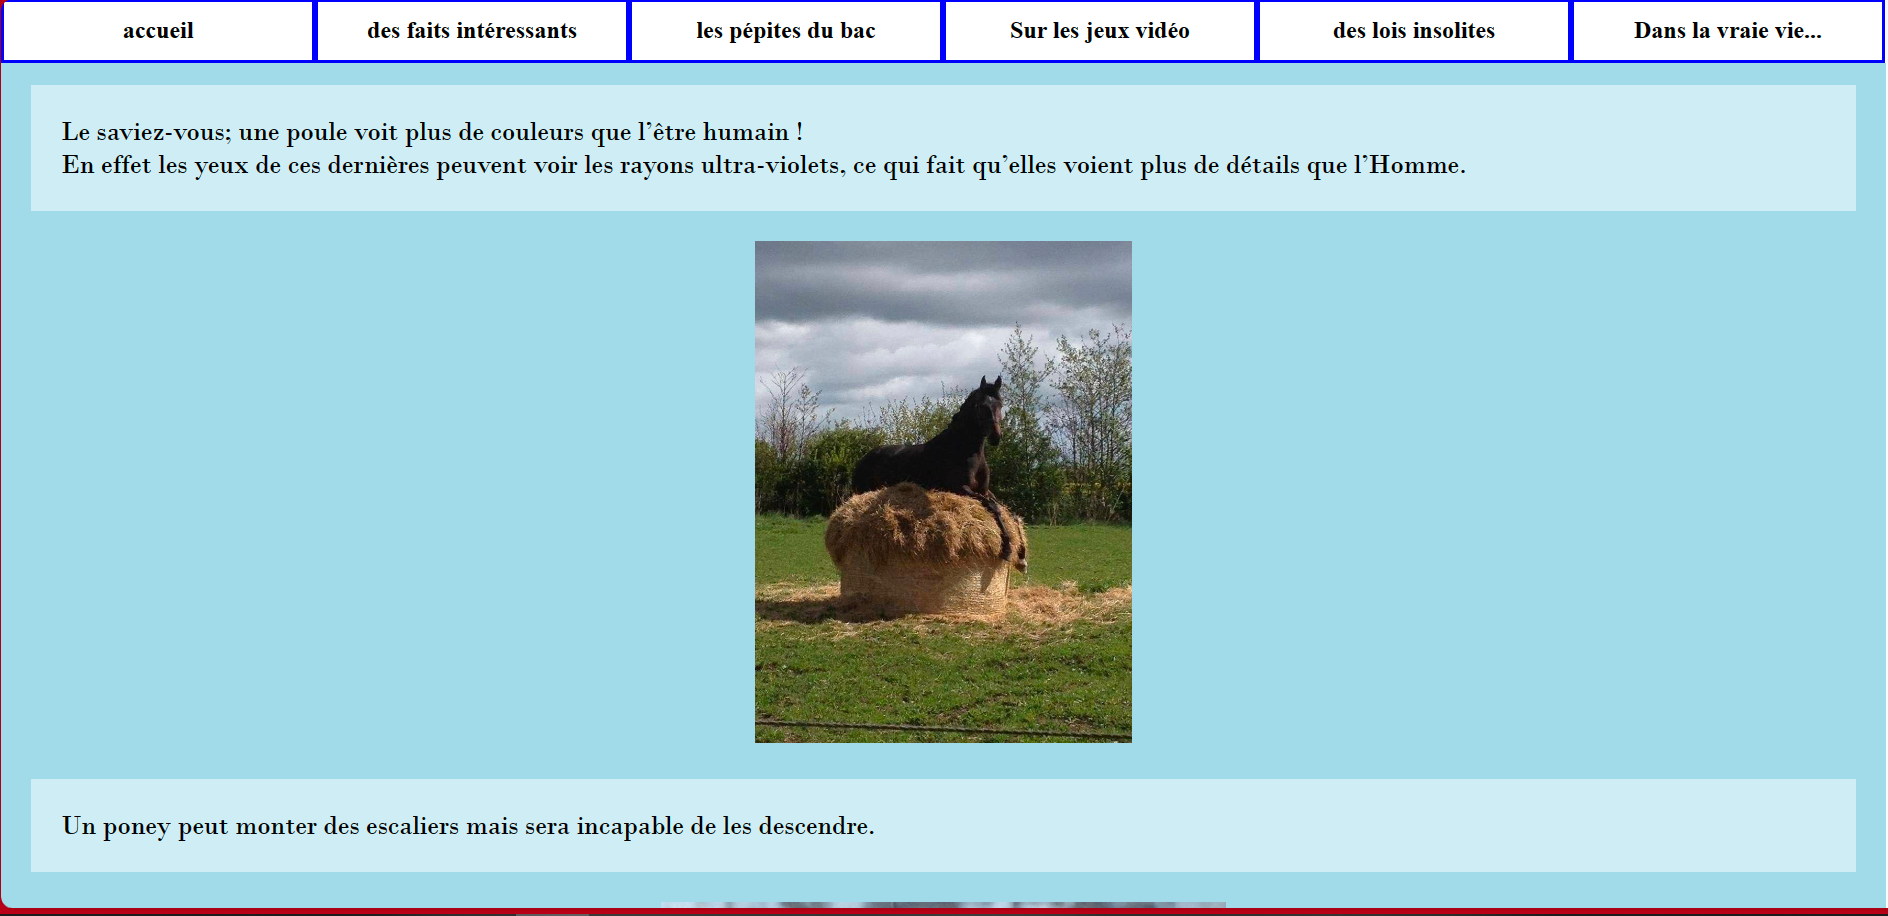 accueil
des faits intéressants
les pépites du bac
Sur les jeux vidéo
des lois insolites
Dans la vraie vie...
Le saviez-vous; une poule voit plus de couleurs que l’être humain !
En effet les yeux de ces dernières peuvent voir les rayons ultra-violets, ce qui fait qu’elles voient plus de détails que l’Homme.
Un poney peut monter des escaliers mais sera incapable de les descendre.